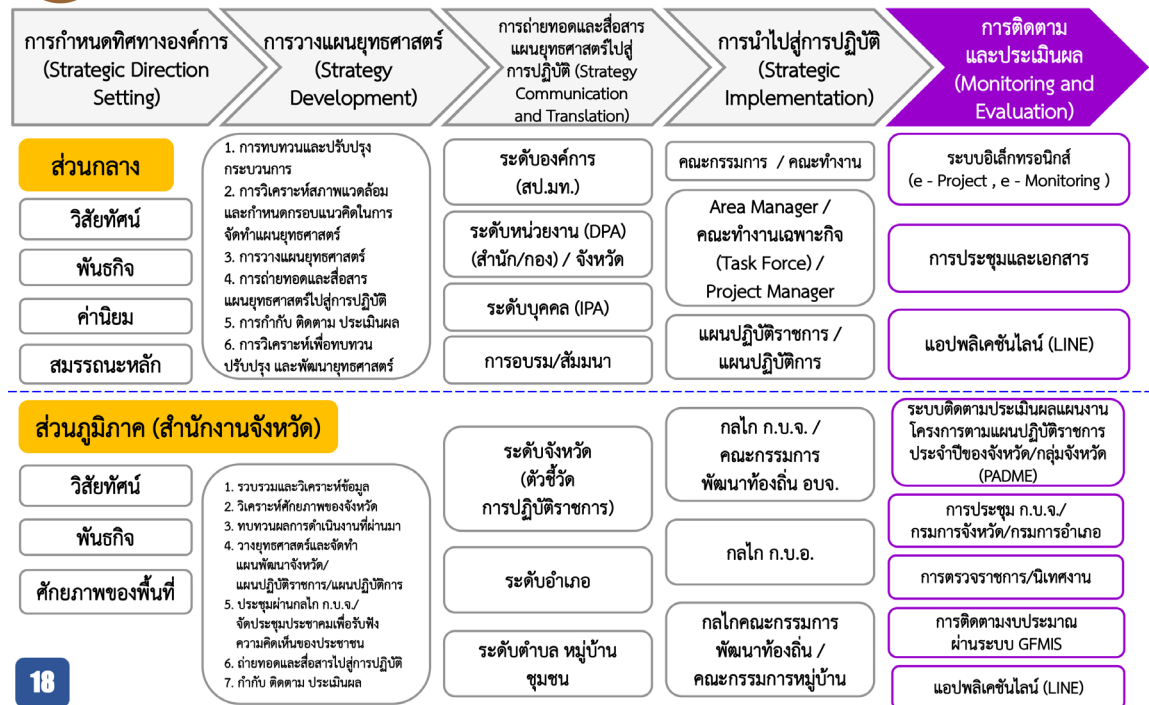 การกำหนดทิศทางองค์การ
(Strategic Direction
Setting)
การวางแผนยุทธศาสตร์
(Strategy
Development)
การถ่ายทอดและสื่อสาร
แผนยุทธศาสตร์ไปสู่
การปฏิบัติ (Strategy
Communication
and Translation)
การนำไปสู่การปฏิบัติ
(Strategic
Implementation)
การติดตาม
และประเมินผล
(Monitoring and
Evaluation)
ส่วนกลาง
วิสัยทัศน์
พันธกิจ
ค่านิยม
สมรรถนะหลัก
1. การทบทวนและปรับปรุง
กระบวนการ
2. การวิเคราะห์สภาพแวดล้อม
และกำหนดกรอบแนวคิดในการ
จัดทำแผนยุทธศาสตร์
3. การวางแผนยุทธศาสตร์
4. การถ่ายทอดและสื่อสาร
แผนยุทธศาสตร์ไปสู่การปฏิบัติ
5. การกำกับ ติดตาม ประเมินผล
6. การวิเคราะห์เพื่อทบทวน
ปรับปรุง และพัฒนายุทธศาสตร์
ระดับองค์การ
(สป.มท.)
ระดับหน่วยงาน (DPA)
(สำนัก/กอง) / จังหวัด
ระดับบุคคล (IPA)
การอบรม/สัมมนา
คณะกรรมการ / คณะทำงาน
Area Manager /
คณะทำงานเฉพาะกิจ
(Task Force) /
Project Manager
แผนปฏิบัติราชการ /
แผนปฏิบัติการ
ระบบอิเล็กทรอนิกส์
(e - Project , e - Monitoring )
การประชุมและเอกสาร
แอปพลิเคชันไลน์ (LINE)
ส่วนภูมิภาค (สำนักงานจังหวัด)
วิสัยทัศน์
พันธกิจ
ศักยภาพของพื้นที่
1. รวบรวมและวิเคราะห์ข้อมูล
2. วิเคราะห์ศักยภาพของจังหวัด
3. ทบทวนผลการดำเนินงานที่ผ่านมา
4. วางยุทธศาสตร์และจัดทำ
แผนพัฒนาจังหวัด/
แผนปฏิบัติราชการ/แผนปฏิบัติการ
5. ประชุมผ่านกลไก ก.บ.จ./
จัดประชุมประชาคมเพื่อรับฟัง
ความคิดเห็นของประชาชน
6. ถ่ายทอดและสื่อสารไปสู่การปฏิบัติ
7. กำกับ ติดตาม ประเมินผล
ระดับจังหวัด
(ตัวชี้วัด
การปฏิบัติราชการ)
ระดับอำเภอ
ระดับตำบล หมู่บ้าน
ชุมชน
กลไก ก.บ.จ. /
คณะกรรมการ
พัฒนาท้องถิ่น อบจ.
กลไก ก.บ.อ.
กลไกคณะกรรมการ
พัฒนาท้องถิ่น /
คณะกรรมการหมู่บ้าน
ระบบติดตามประเมินผลแผนงาน
โครงการตามแผนปฏิบัติราชการ
ประจำปีของจังหวัด/กลุ่มจังหวัด
(PADME)
การประชุม ก.บ.จ./
กรมการจังหวัด/กรมการอำเภอ
การตรวจราชการ/นิเทศงาน
การติดตามงบประมาณ
ผ่านระบบ GFMIS
แอปพลิเคชันไลน์ (LINE)
18